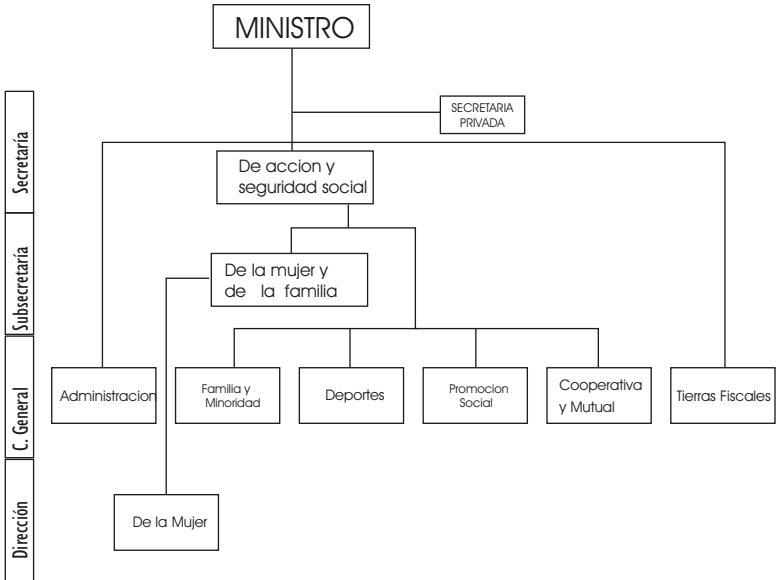 MINISTRO
SECRETARIA
PRIVADA
Secretaría
De accion y
seguridad social
Subsecretaría
De la mujer y
de la familia
C. General
Administracion
Familia y
Minoridad
Deportes
Promocion
Social
Cooperativa
y Mutual
Tierras Fiscales
Dirección
De la Mujer